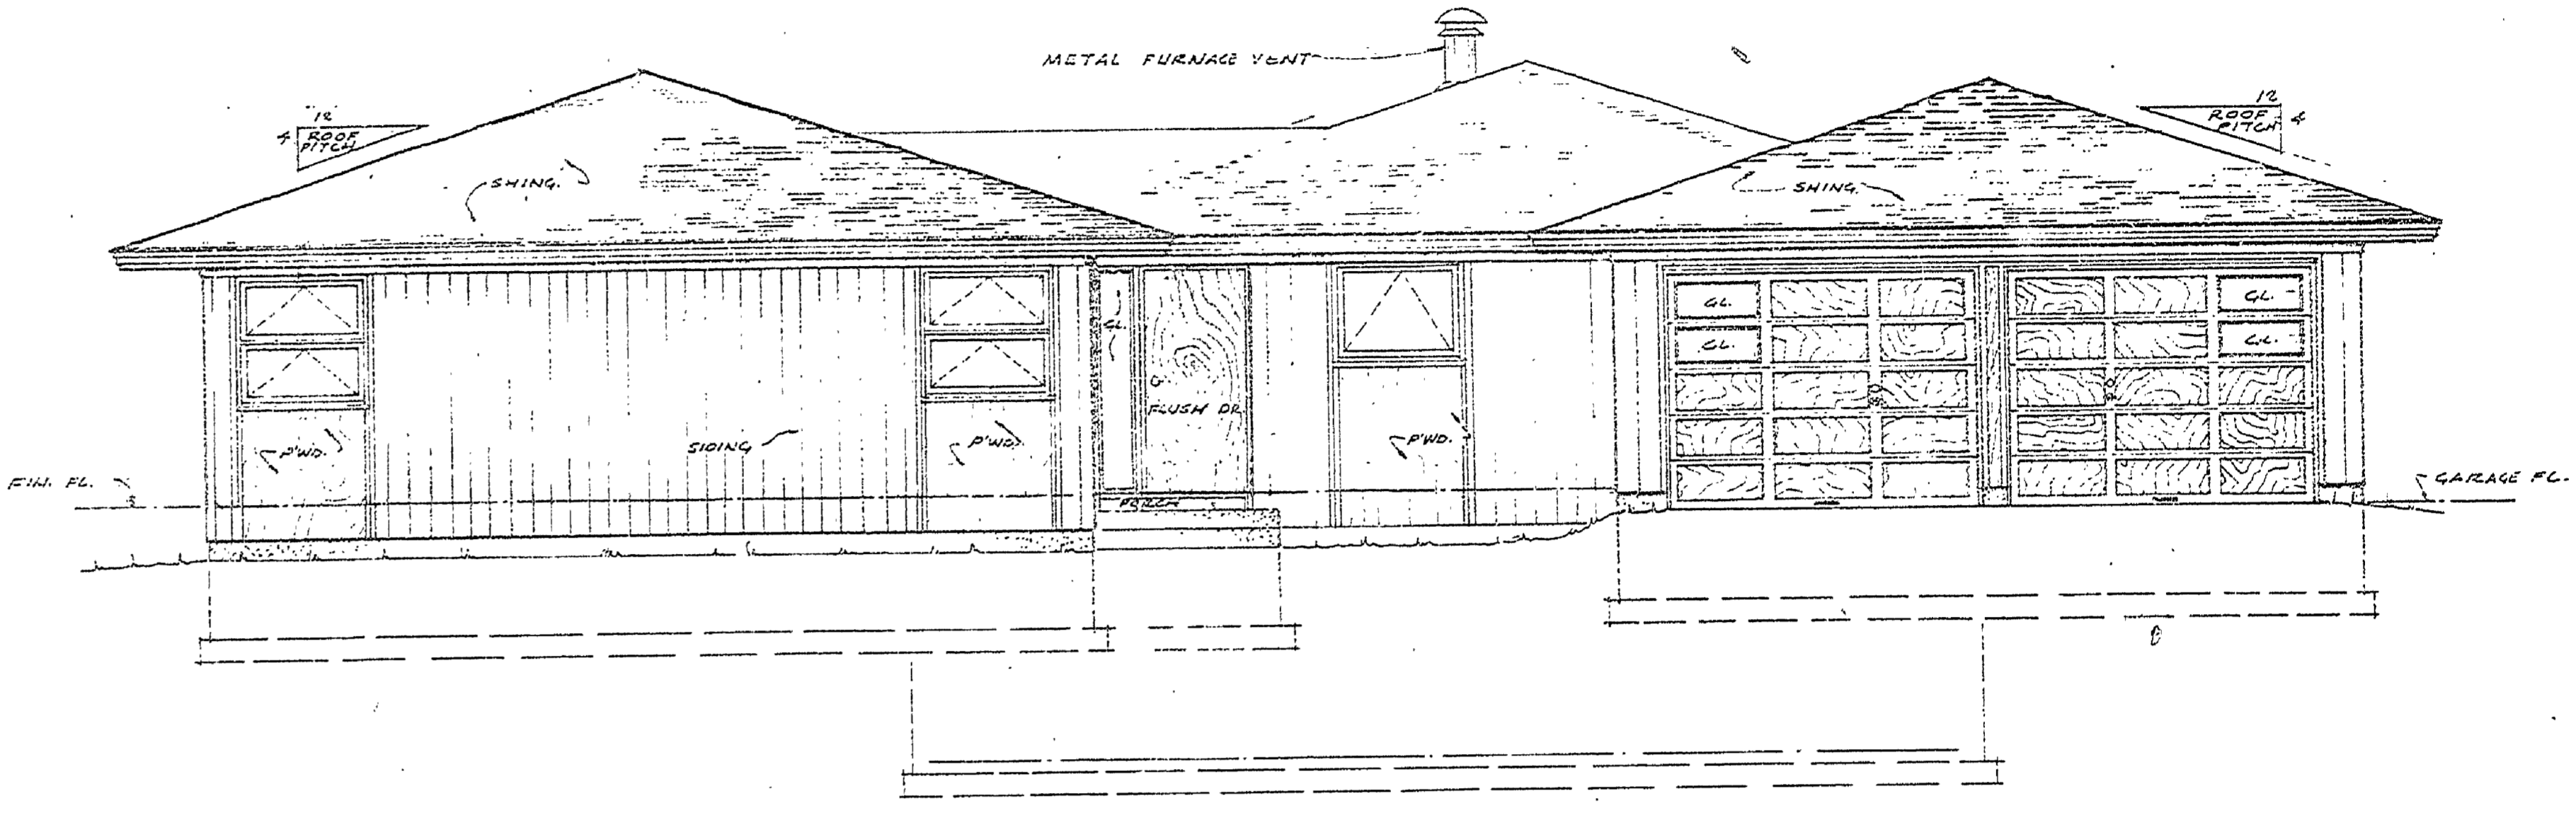 METAL FURNACE VENT
12
4 ROOF
PITCH
12
ROOF 4
PITCH
SHING.
SHING.
GL.
GL.
GL.
GL.
GL.
FLUSH DR.
P'WD.
SIDING
P'WD.
P'WD.
FIN. FL.
GARAGE FL.
PORCH